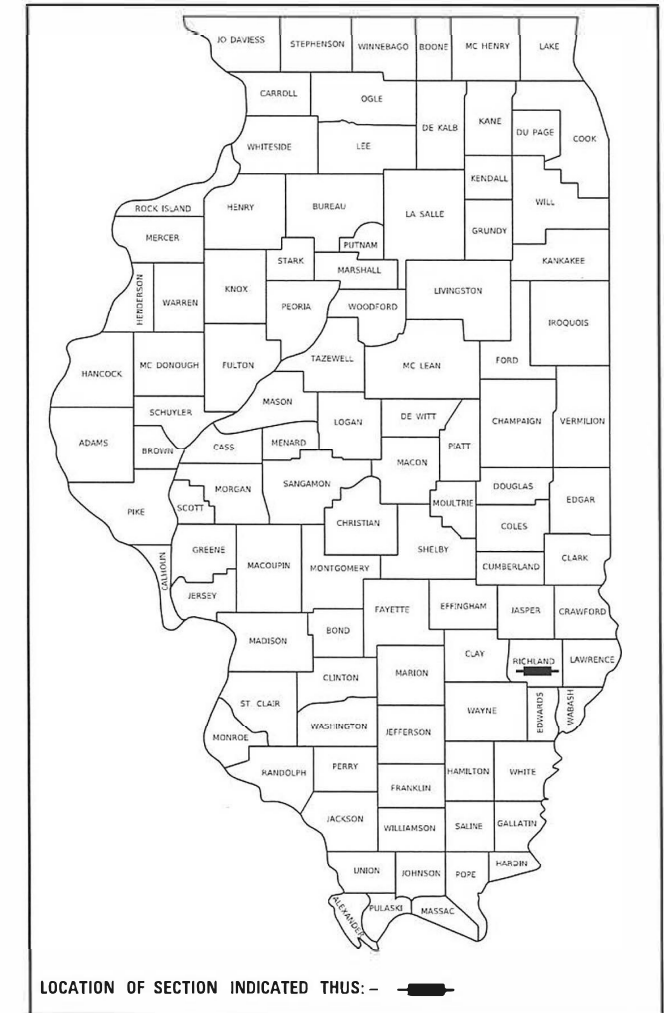 JO DAVIESS
STEPHENSON
WINNEBAGO
BOONE
MC HENRY
LAKE
CARROLL
OGLE
DE KALB
KANE
DU PAGE
COOK
WHITESIDE
LEE
KENDALL
ROCK ISLAND
HENRY
BUREAU
LA SALLE
WILL
GRUNDY
MERCER
PUTNAM
STARK
MARSHALL
KANKAKEE
HENDERSON
WARREN
KNOX
PEORIA
WOODFORD
LIVINGSTON
IROQUOIS
HANCOCK
MC DONOUGH
FULTON
TAZEWELL
MC LEAN
FORD
MASON
SCHUYLER
LOGAN
DE WITT
CHAMPAIGN
VERMILION
ADAMS
BROWN
CASS
MENARD
PIATT
MACON
PIKE
SCOTT
MORGAN
SANGAMON
MOULTRIE
DOUGLAS
EDGAR
CHRISTIAN
COLES
CALHOUN
GREENE
MACOUPIN
MONTGOMERY
SHELBY
CUMBERLAND
CLARK
JERSEY
FAYETTE
EFFINGHAM
JASPER
CRAWFORD
MADISON
BOND
CLAY
RICHLAND
LAWRENCE
CLINTON
MARION
ST CLAIR
WAYNE
EDWARDS
WABASH
WASHINGTON
JEFFERSON
MONROE
RANDOLPH
PERRY
FRANKLIN
HAMILTON
WHITE
JACKSON
WILLIAMSON
SALINE
GALLATIN
UNION
JOHNSON
POPE
HARDIN
ALEXANDER
PULASKI
MASSAC
LOCATION OF SECTION INDICATED THUS: –